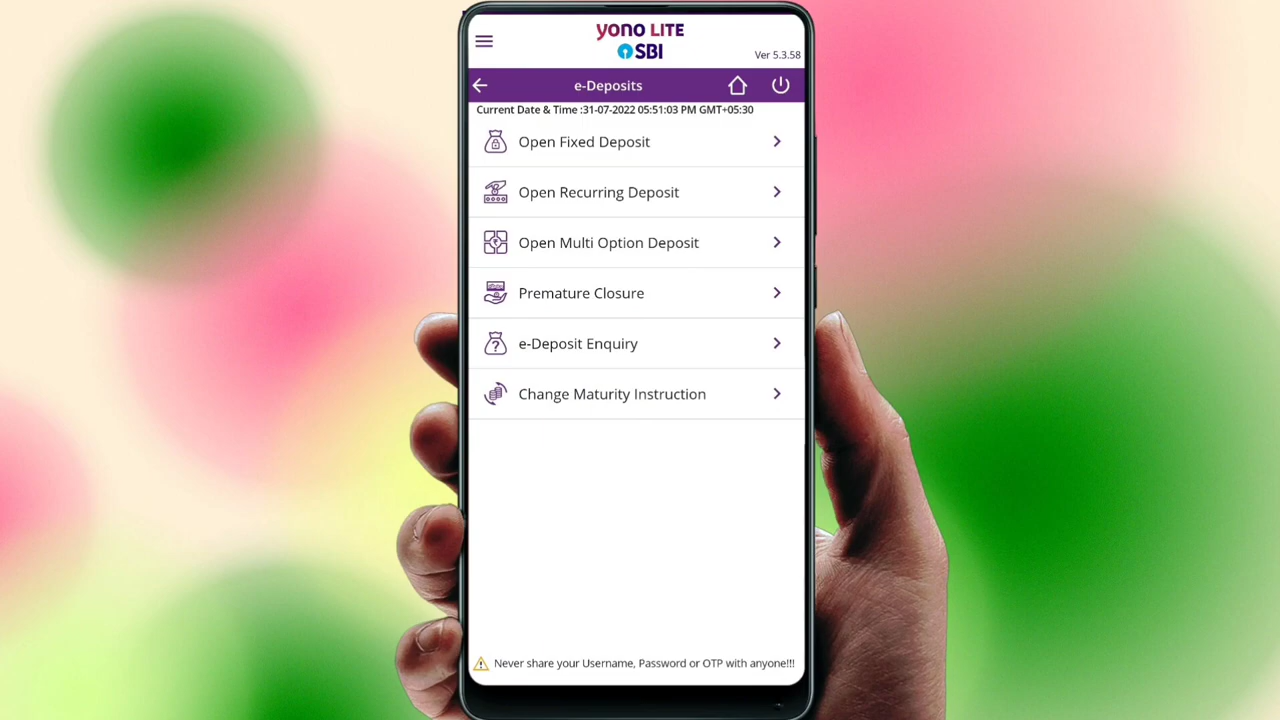 yono LITE
SBI
Ver 5.3.58
e-Deposits
Current Date & Time :31-07-2022 05:51:03 PM GMT+05:30
Open Fixed Deposit
Open Recurring Deposit
Open Multi Option Deposit
Premature Closure
e-Deposit Enquiry
Change Maturity Instruction
Never share your Username, Password or OTP with anyone!!!